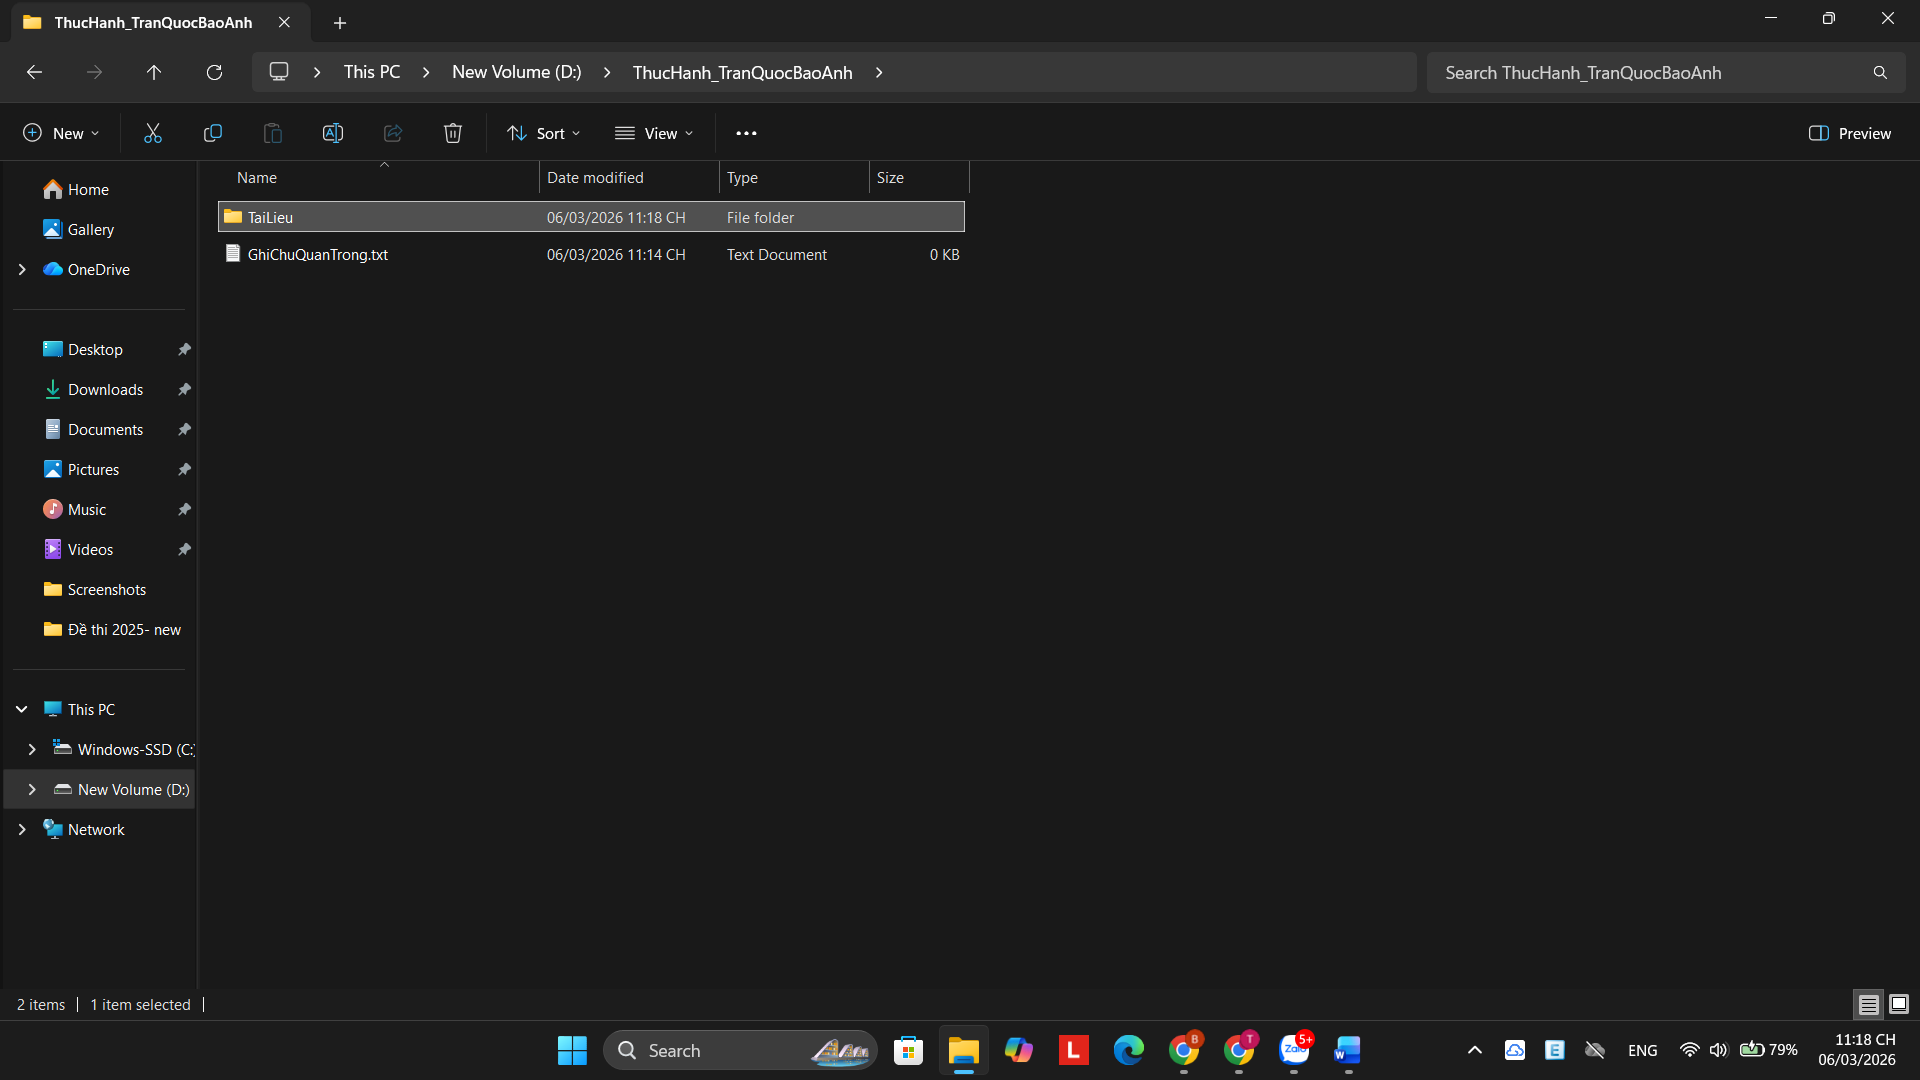 ThucHanh_TranQuocBaoAnh
This PC > New Volume (D:) > ThucHanh_TranQuocBaoAnh >
Search ThucHanh_TranQuocBaoAnh
New
Sort
View
Preview
Name Date modified Type Size
TaiLieu 06/03/2026 11:18 CH File folder
GhiChuQuanTrong.txt 06/03/2026 11:14 CH Text Document 0 KB
Home
Gallery
OneDrive
Desktop
Downloads
Documents
Pictures
Music
Videos
Screenshots
Đề thi 2025- new
This PC
Windows-SSD (C:)
New Volume (D:)
Network
2 items
1 item selected
Search
L
B
T
Zalo
5+
W
E
ENG
79%
11:18 CH
06/03/2026